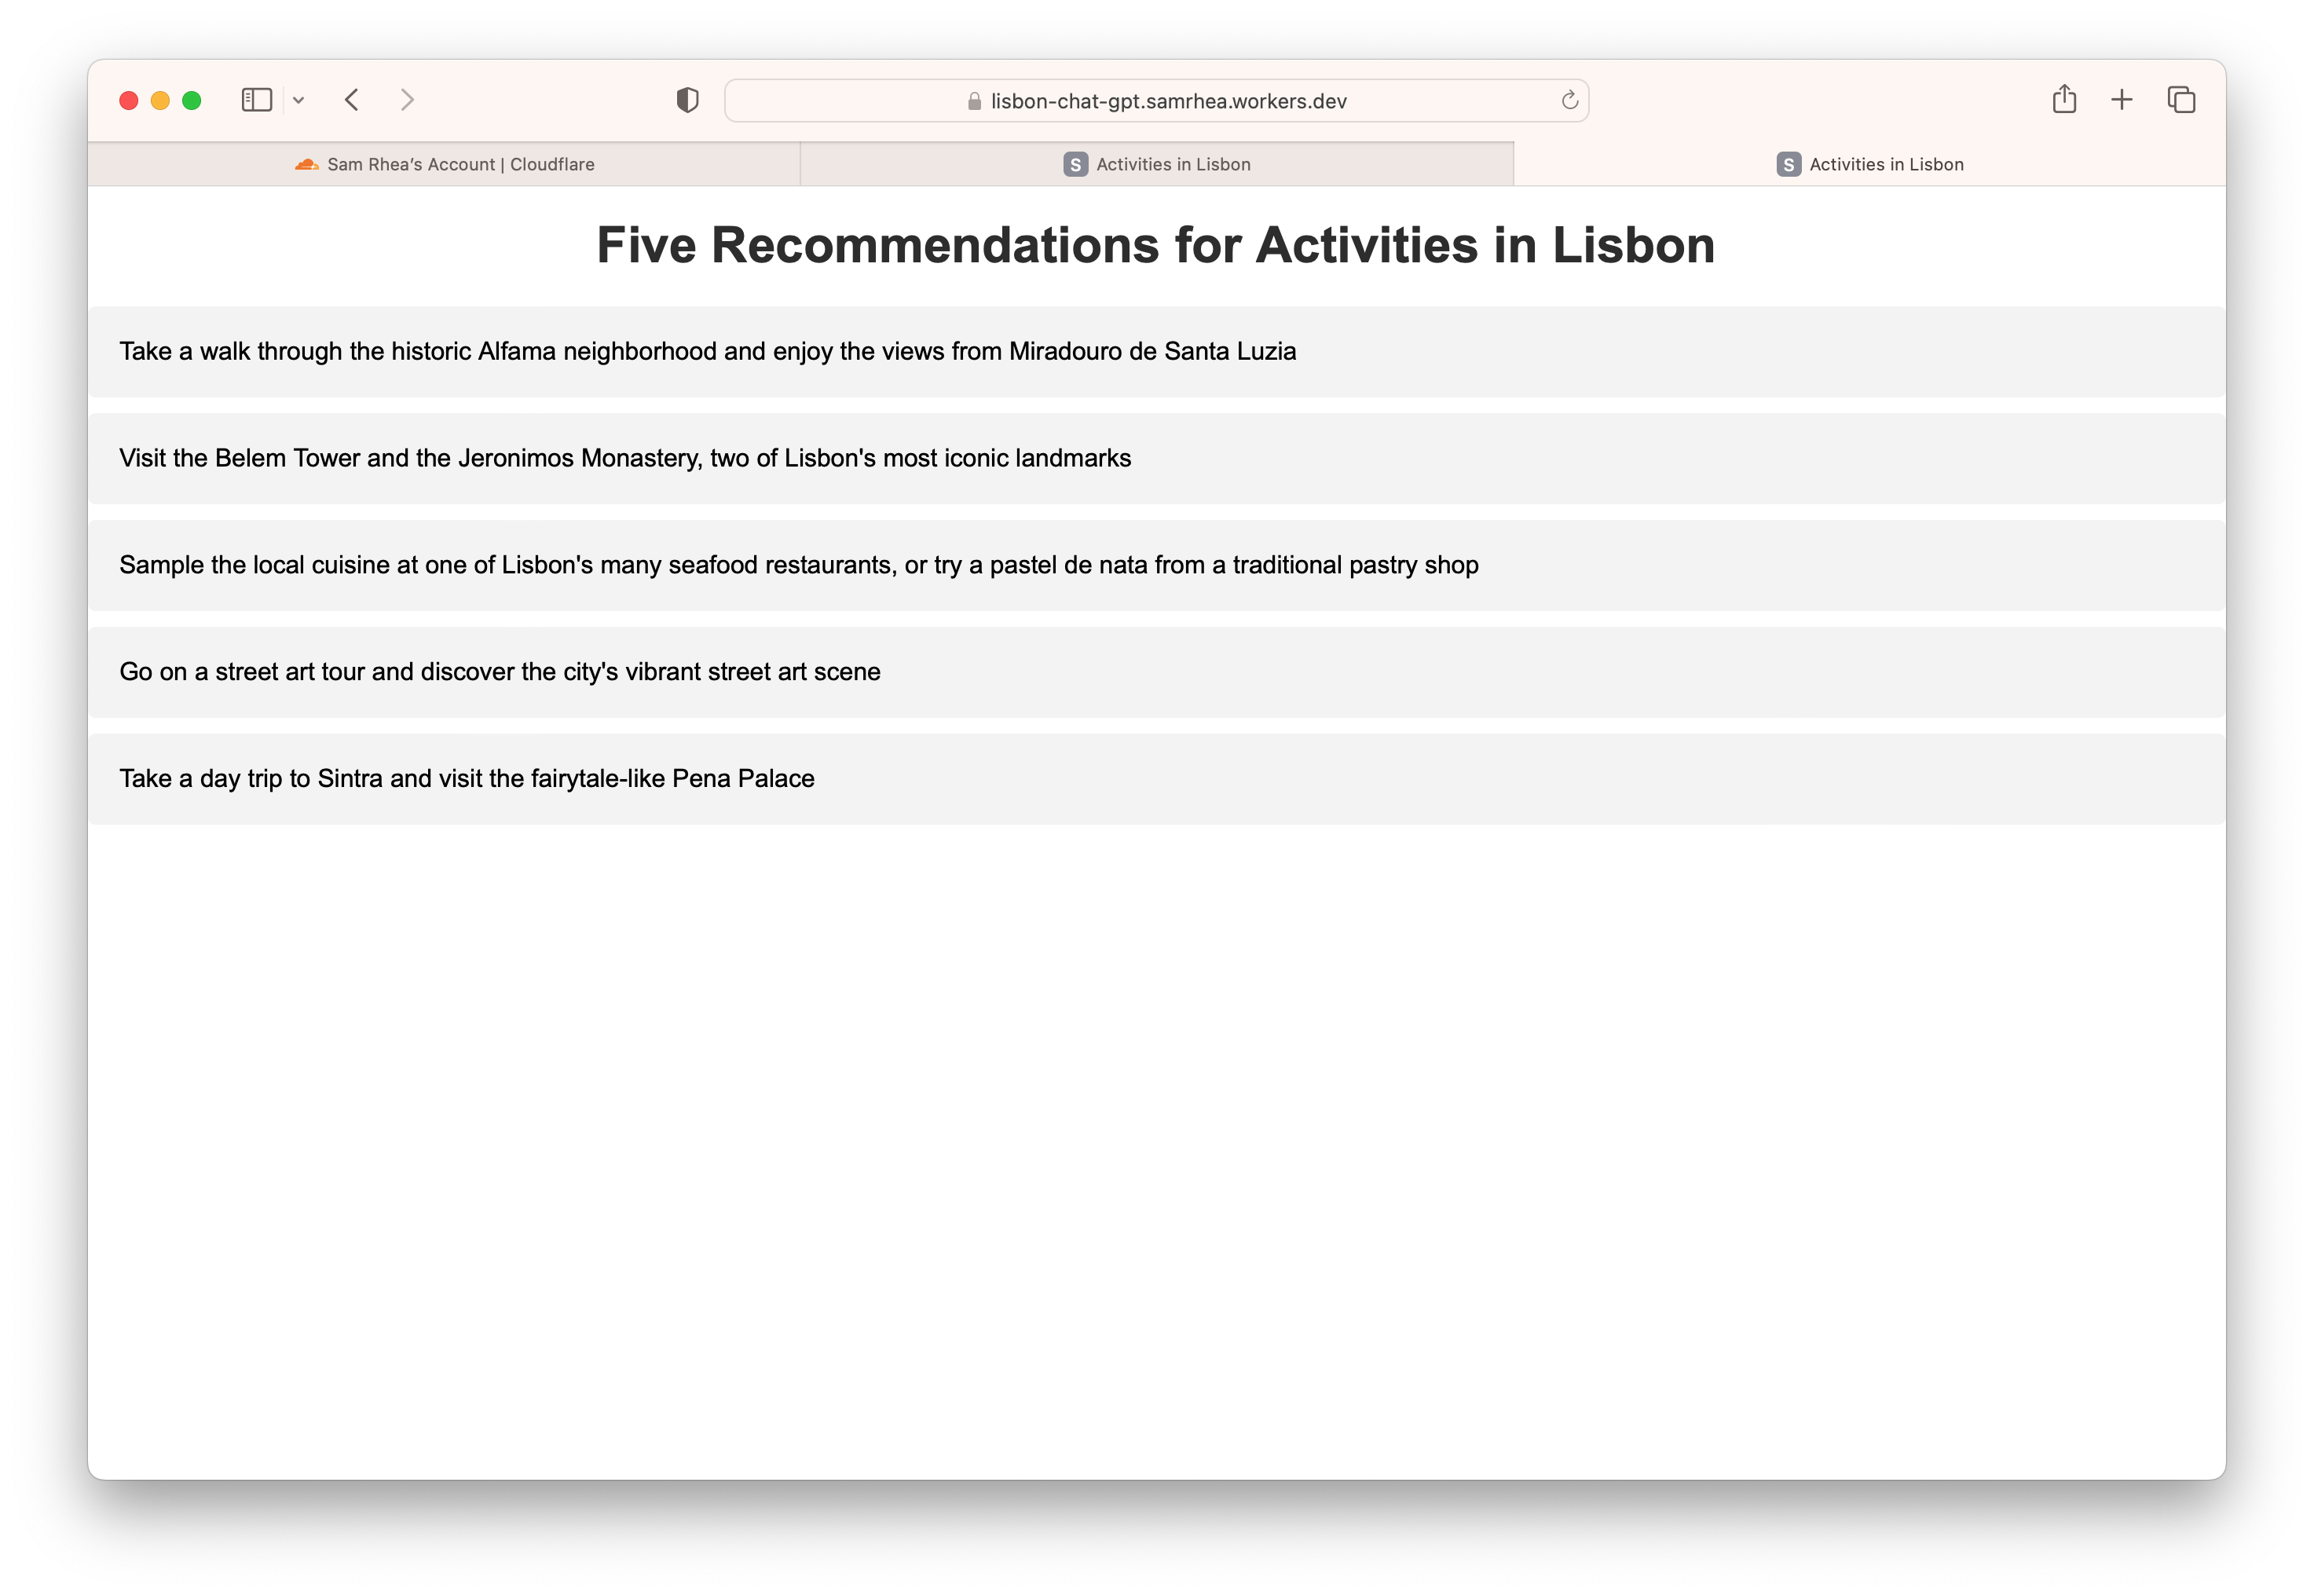 lisbon-chat-gpt.samrhea.workers.dev
Sam Rhea’s Account | Cloudflare
S Activities in Lisbon
S Activities in Lisbon
Five Recommendations for Activities in Lisbon
Take a walk through the historic Alfama neighborhood and enjoy the views from Miradouro de Santa Luzia
Visit the Belem Tower and the Jeronimos Monastery, two of Lisbon's most iconic landmarks
Sample the local cuisine at one of Lisbon's many seafood restaurants, or try a pastel de nata from a traditional pastry shop
Go on a street art tour and discover the city's vibrant street art scene
Take a day trip to Sintra and visit the fairytale-like Pena Palace